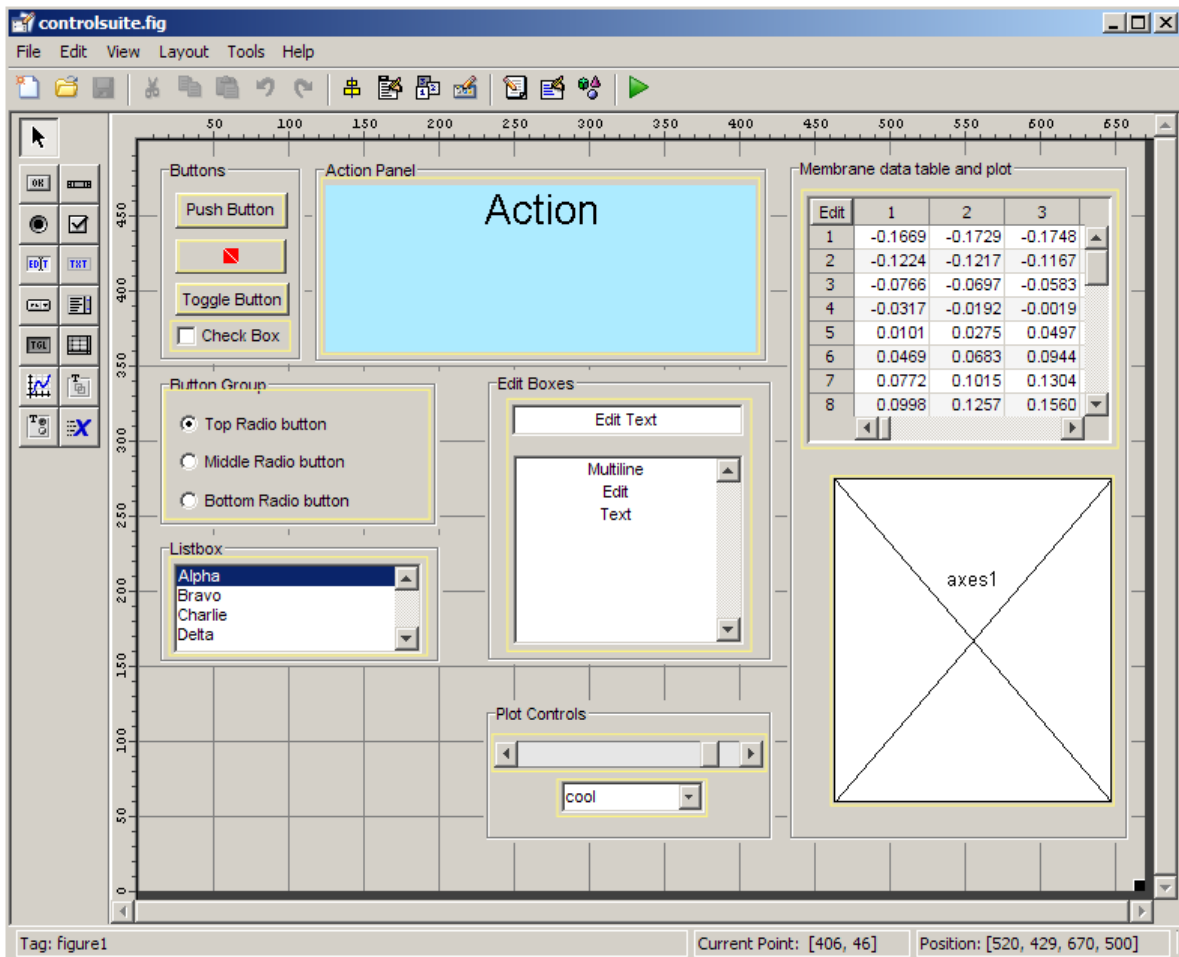 controlsuite.fig
File Edit View Layout Tools Help
50 100 150 200 250 300 350 400 450 500 550 600 650
OK
EDIT TXT
TGL
450
400
350
300
250
200
150
100
50
0
Buttons
Push Button
Toggle Button
Check Box
Action Panel
Action
Membrane data table and plot
Edit 1 2 3
1 -0.1669 -0.1729 -0.1748
2 -0.1224 -0.1217 -0.1167
3 -0.0766 -0.0697 -0.0583
4 -0.0317 -0.0192 -0.0019
5 0.0101 0.0275 0.0497
6 0.0469 0.0683 0.0944
7 0.0772 0.1015 0.1304
8 0.0998 0.1257 0.1560
Button Group
Top Radio button
Middle Radio button
Bottom Radio button
Edit Boxes
Edit Text
Multiline
Edit
Text
Listbox
Alpha
Bravo
Charlie
Delta
axes1
Plot Controls
cool
Tag: figure1
Current Point: [406, 46]
Position: [520, 429, 670, 500]